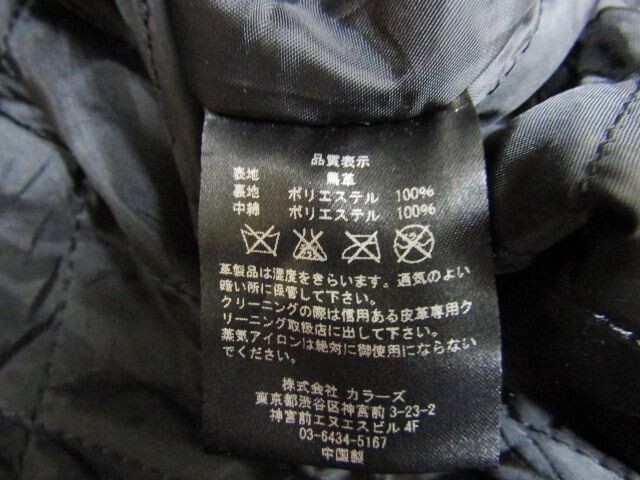 品質表示
表地
裏地 ポリエステル 100%
中綿 ポリエステル 100%
革製品は湿度をきらいます。通気のよい
暗い所に保管して下さい。
クリーニングの際は信用ある皮革専用ク
リーニング取扱店に出して下さい。
蒸気アイロンは絶対に御使用にならない
でください。
株式会社 カラーズ
東京都渋谷区神宮前 3-23-2
神宮前エヌエスビル 4F
03-6434-5167
中国製